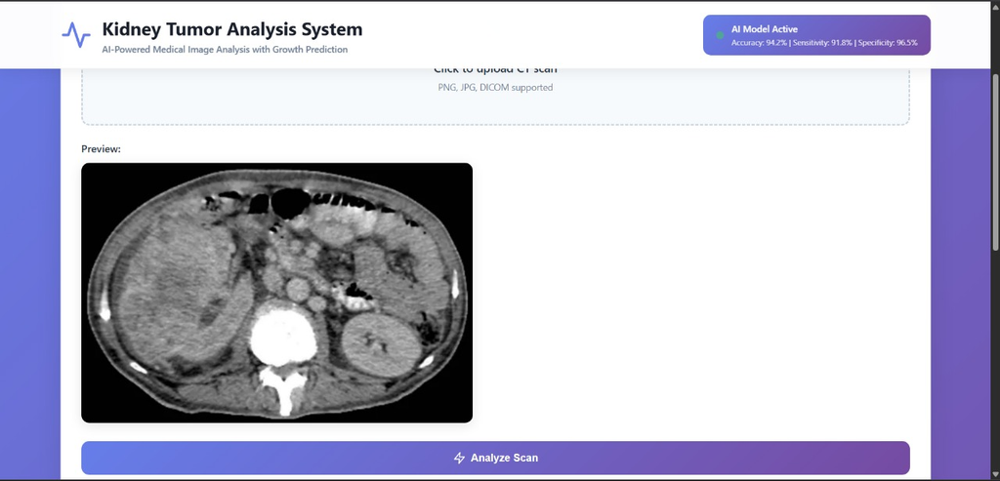 Kidney Tumor Analysis System
AI-Powered Medical Image Analysis with Growth Prediction
AI Model Active
Accuracy: 94.2% | Sensitivity: 91.8% | Specificity: 96.5%
Click to upload CT scan
PNG, JPG, DICOM supported
Preview:
Analyze Scan